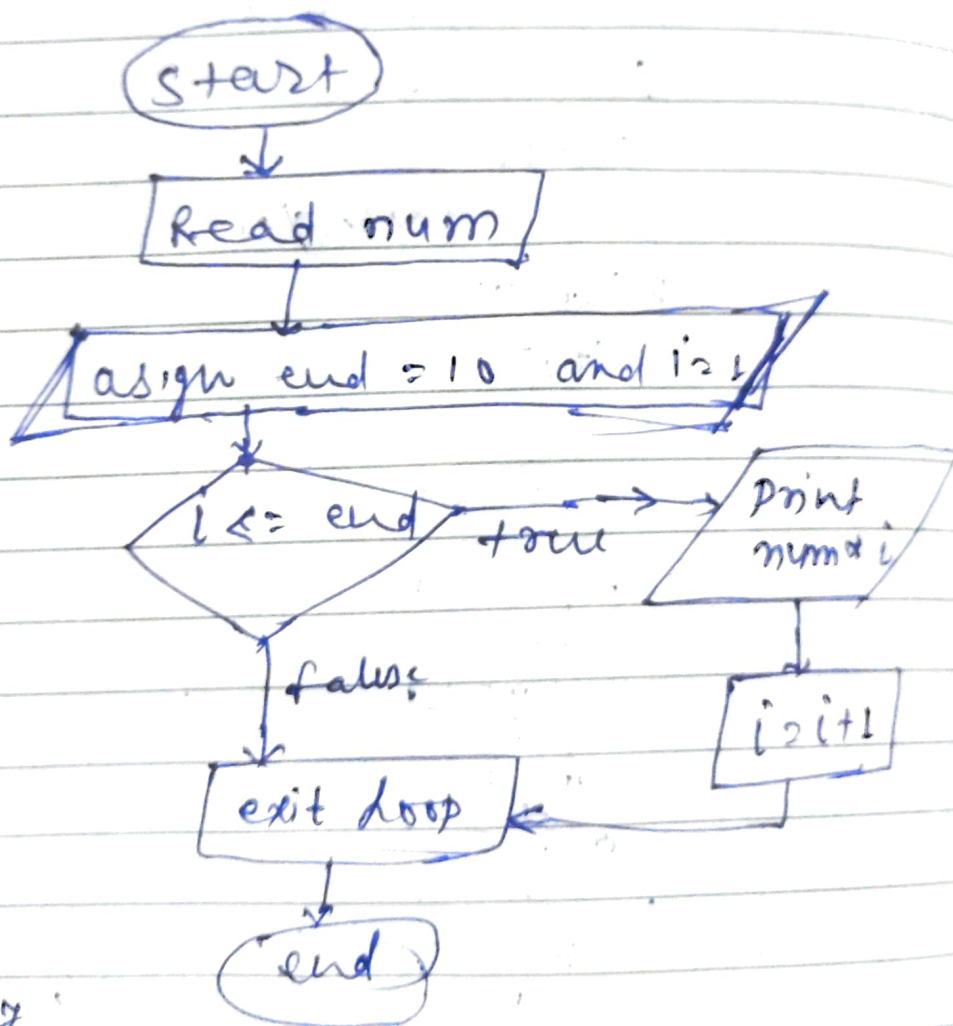 start
Read num
asign end = 10 and i = 1
i <= end
true
Print
num * i
false
i = i+1
exit loop
end